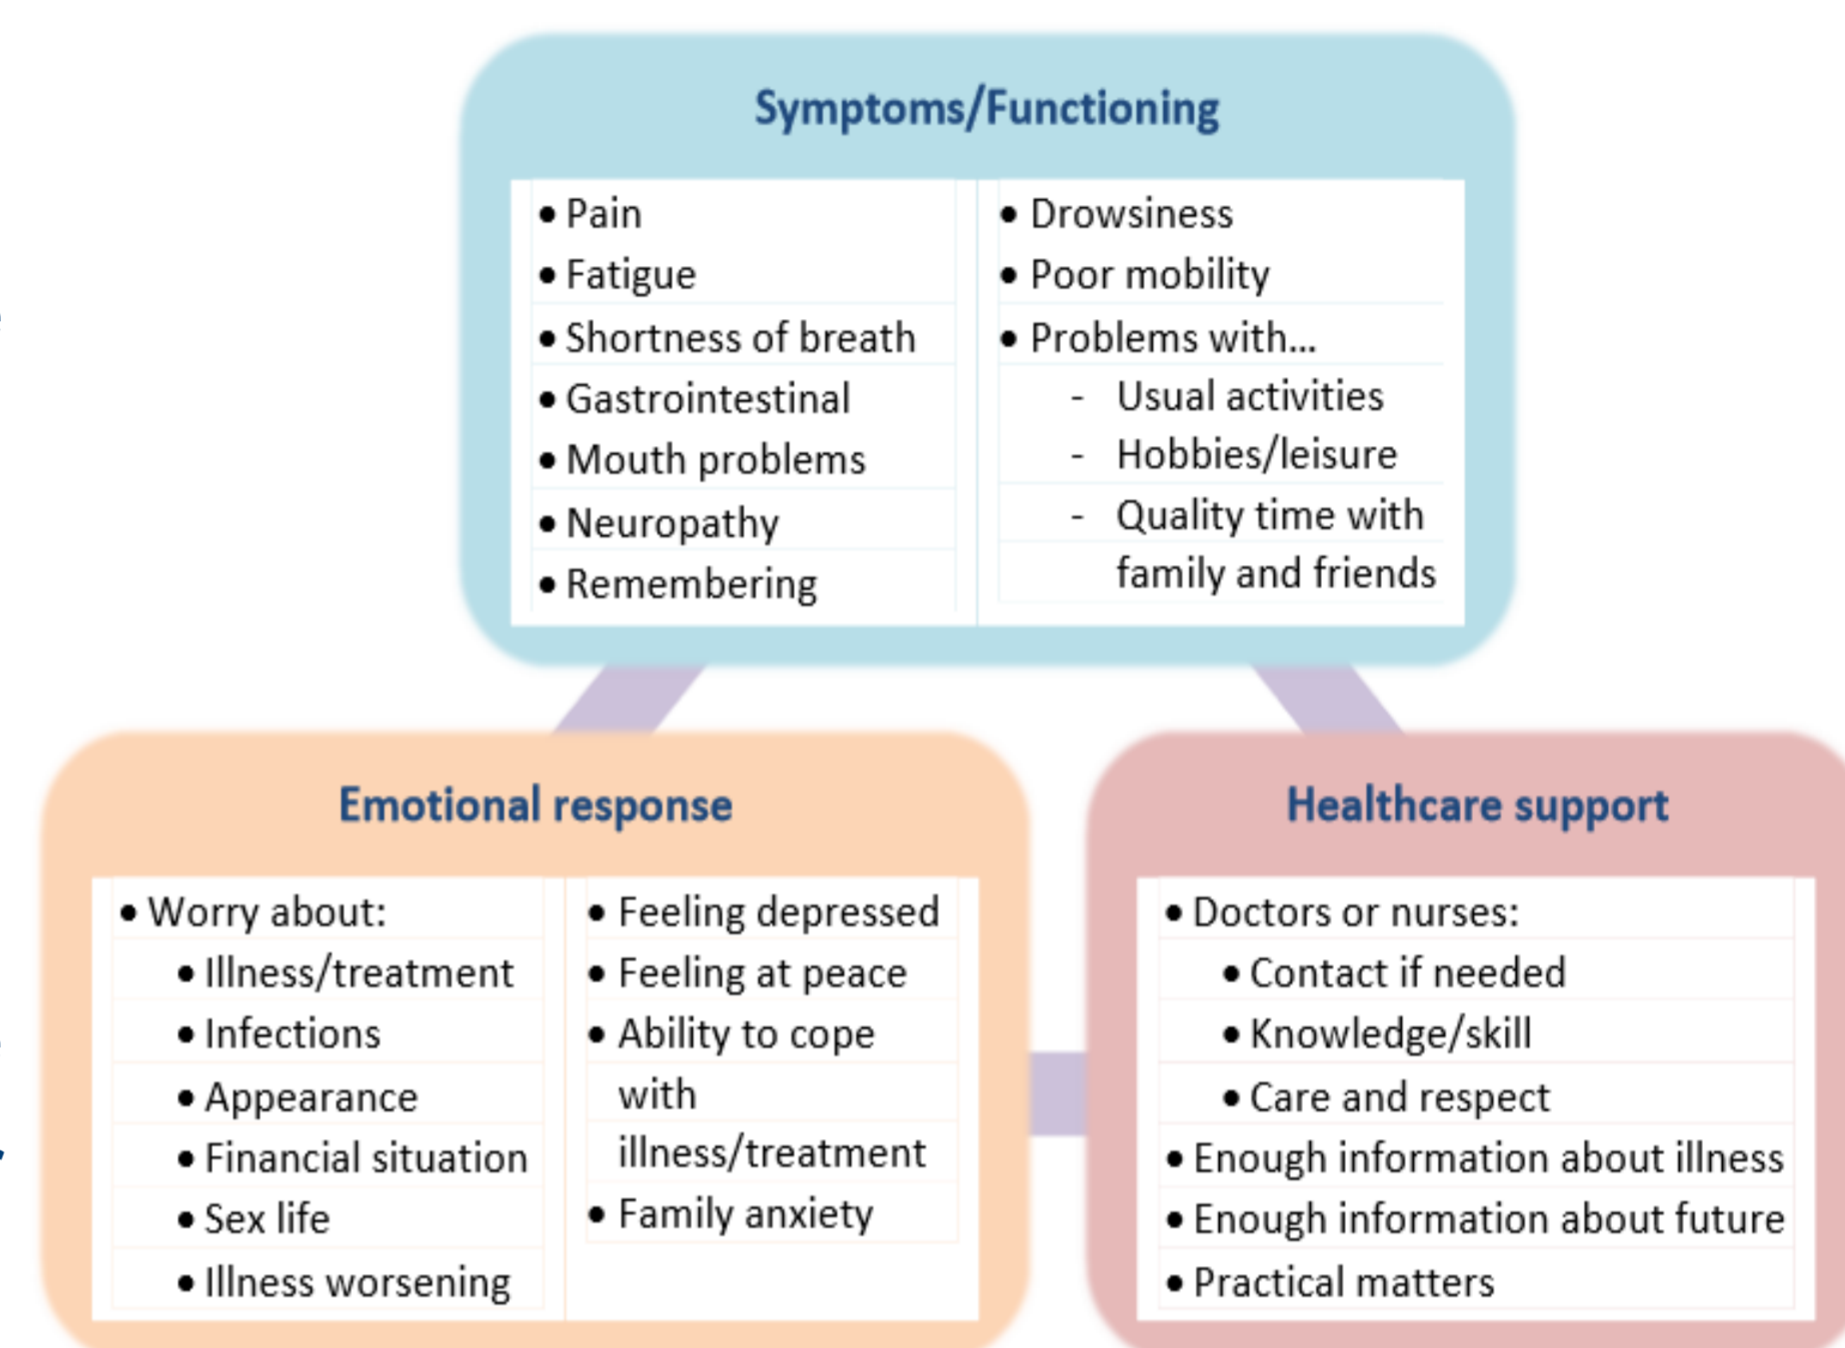 Symptoms/Functioning
• Pain
• Fatigue
• Shortness of breath
• Gastrointestinal
• Mouth problems
• Neuropathy
• Remembering
• Drowsiness
• Poor mobility
• Problems with...
- Usual activities
- Hobbies/leisure
- Quality time with
family and friends
Emotional response
• Worry about:
• Illness/treatment
• Infections
• Appearance
• Financial situation
• Sex life
• Illness worsening
• Feeling depressed
• Feeling at peace
• Ability to cope
with
illness/treatment
• Family anxiety
Healthcare support
• Doctors or nurses:
• Contact if needed
• Knowledge/skill
• Care and respect
• Enough information about illness
• Enough information about future
• Practical matters